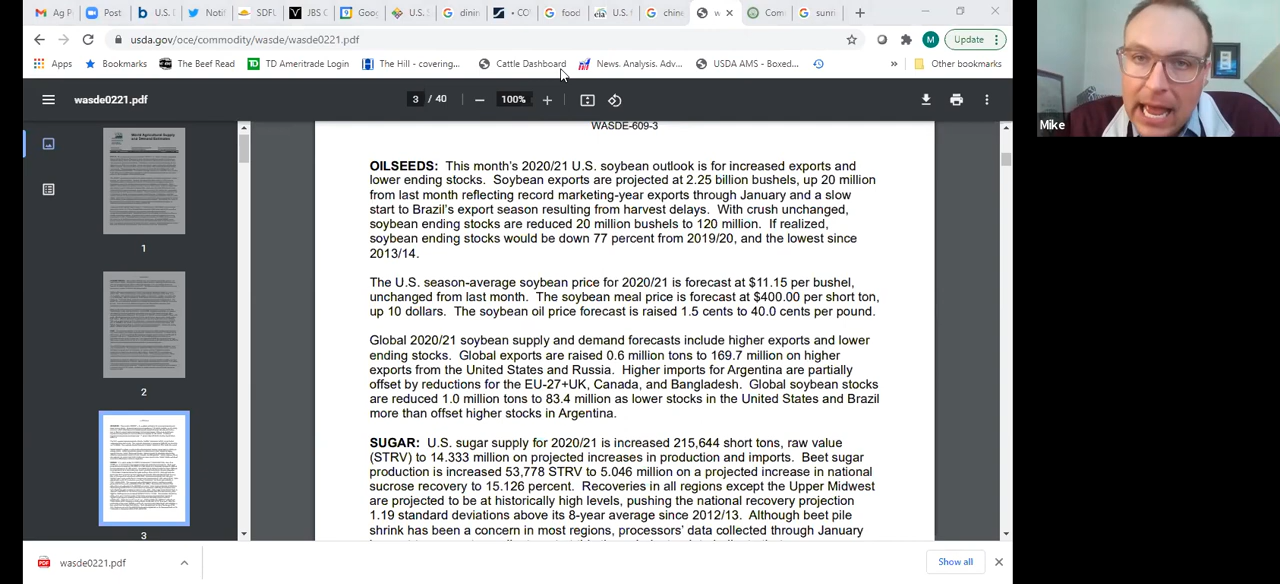 Ag P
Post
U.S. D
Notifi
SDFU
JBS C
Goo
U.S. S
dinin
CO
food
U.S. f
chine
w
Com
sunn
usda.gov/oce/commodity/wasde/wasde0221.pdf
M
Update
Apps
Bookmarks
The Beef Read
TD Ameritrade Login
The Hill - covering...
Cattle Dashboard
News. Analysis. Adv...
USDA AMS - Boxed...
»
Other bookmarks
wasde0221.pdf
3 / 40
100%
Mike
1
2
3
WASDE-609-3
OILSEEDS: This month's 2020/21 U.S. soybean outlook is for increased exports and
lower ending stocks. Soybean exports are projected at 2.25 billion bushels, up 20 million
from last month reflecting record marketing-year exports through January and a slow
start to Brazil's export season resulting from harvest delays. With crush unchanged,
soybean ending stocks are reduced 20 million bushels to 120 million. If realized,
soybean ending stocks would be down 77 percent from 2019/20, and the lowest since
2013/14.
The U.S. season-average soybean price for 2020/21 is forecast at $11.15 per bushel,
unchanged from last month. The soybean meal price is forecast at $400.00 per short ton,
up 10 dollars. The soybean oil price forecast is raised 1.5 cents to 40.0 cents per pound.
Global 2020/21 soybean supply and demand forecasts include higher exports and lower
ending stocks. Global exports are raised 0.6 million tons to 169.7 million on higher
exports from the United States and Russia. Higher imports for Argentina are partially
offset by reductions for the EU-27+UK, Canada, and Bangladesh. Global soybean stocks
are reduced 1.0 million tons to 83.4 million as lower stocks in the United States and Brazil
more than offset higher stocks in Argentina.
SUGAR: U.S. sugar supply for 2020/21 is increased 215,644 short tons, raw value
(STRV) to 14.333 million on projected increases in production and imports. Beet sugar
production is increased 53,777 STRV to 5.046 million on a projected increase in national
sucrose recovery to 15.126 percent. Recoveries in all regions except the Upper Midwest
are projected to be at historically high levels, pushing the national recovery projection
1.19 standard deviations above its 8-year average since 2012/13. Although beet pile
shrink has been a concern in most regions, processors' data collected through January
wasde0221.pdf
Show all